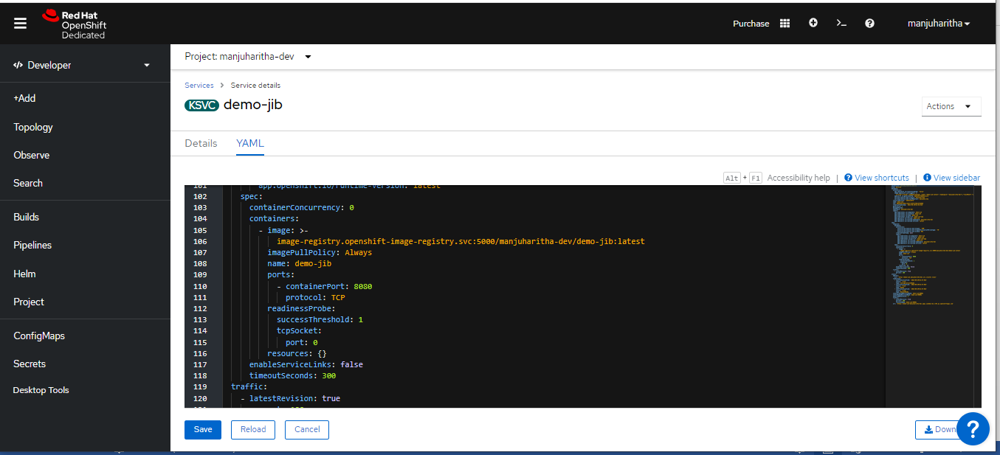 Red Hat
OpenShift
Dedicated
Purchase
manjuharitha
Developer
+Add
Topology
Observe
Search
Builds
Pipelines
Helm
Project
ConfigMaps
Secrets
Desktop Tools
Project: manjuharitha-dev
Services > Service details
KSVC demo-jib
Actions
Details YAML
Alt + F1 Accessibility help | View shortcuts | View sidebar
101 app.openshift.io/runtime-version: latest
102 spec:
103 containerConcurrency: 0
104 containers:
105 - image: >-
106 image-registry.openshift-image-registry.svc:5000/manjuharitha-dev/demo-jib:latest
107 imagePullPolicy: Always
108 name: demo-jib
109 ports:
110 - containerPort: 8080
111 protocol: TCP
112 readinessProbe:
113 successThreshold: 1
114 tcpSocket:
115 port: 0
116 resources: {}
117 enableServiceLinks: false
118 timeoutSeconds: 300
119 traffic:
120 - latestRevision: true
Save Reload Cancel Down